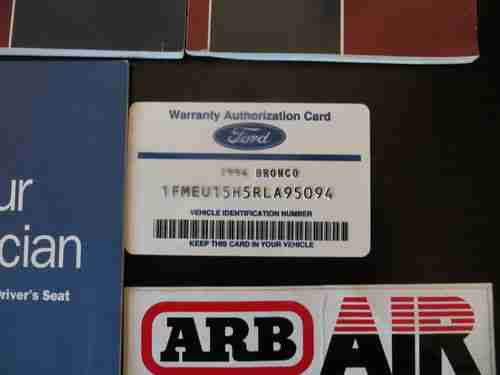 Warranty Authorization Card
Ford
1994 BRONCO
1FMEU15H5RLA95094
VEHICLE IDENTIFICATION NUMBER
KEEP THIS CARD IN YOUR VEHICLE
ur
cian
Driver's Seat
ARB AIR